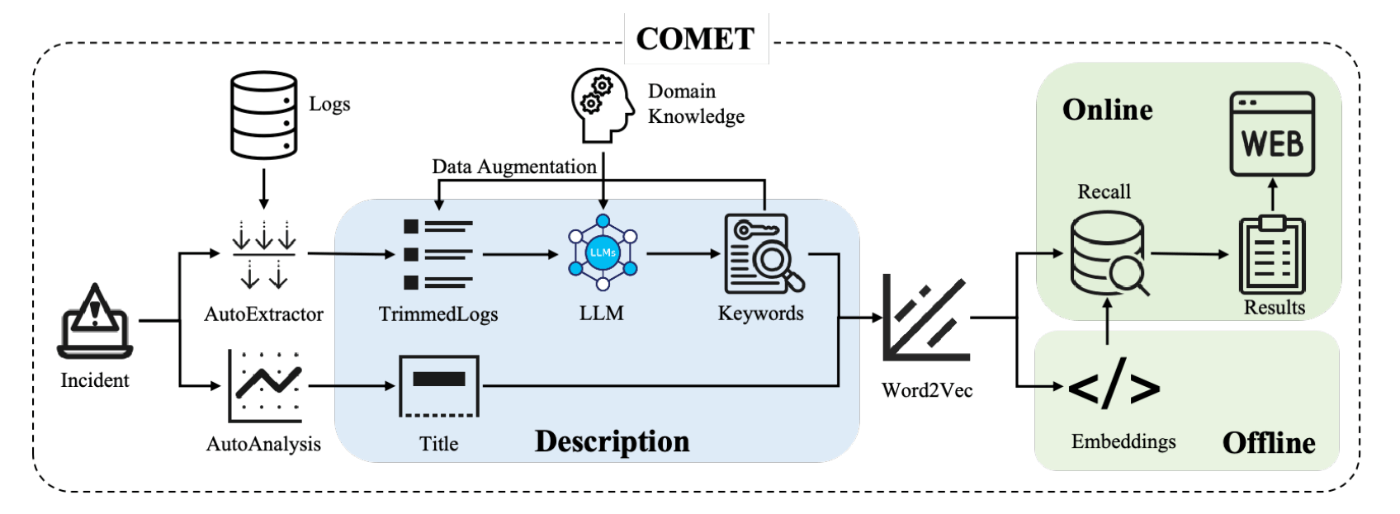 COMET
Logs
Domain
Knowledge
Online
WEB
Data Augmentation
Recall
LLMs
AutoExtractor
TrimmedLogs
LLM
Keywords
Results
Incident
Word2Vec
</>
AutoAnalysis
Title
Description
Embeddings
Offline